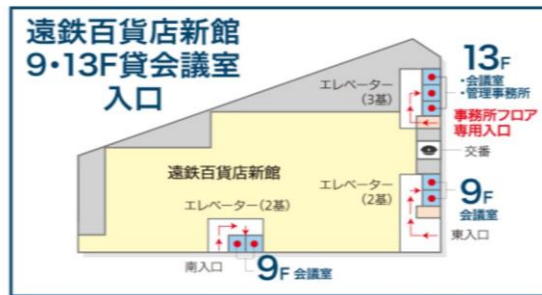 遠鉄百貨店新館
9・13F貸会議室
入口
エレベーター
(3基)
13F
・会議室
・管理事務所
事務所フロア
専用入口
交番
遠鉄百貨店新館
エレベーター(2基)
エレベーター
(2基)
9F
会議室
東入口
南入口
9F 会議室